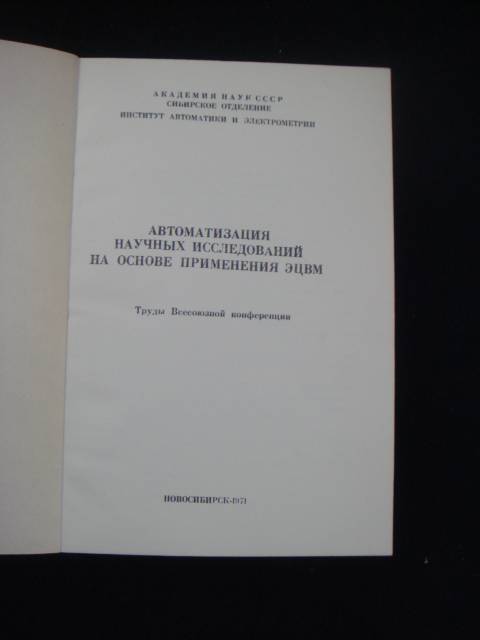 АКАДЕМИЯ НАУК СССР
СИБИРСКОЕ ОТДЕЛЕНИЕ
ИНСТИТУТ АВТОМАТИКИ И ЭЛЕКТРОМЕТРИИ
АВТОМАТИЗАЦИЯ
НАУЧНЫХ ИССЛЕДОВАНИЙ
НА ОСНОВЕ ПРИМЕНЕНИЯ ЭЦВМ
Труды Всесоюзной конференции
НОВОСИБИРСК-1971